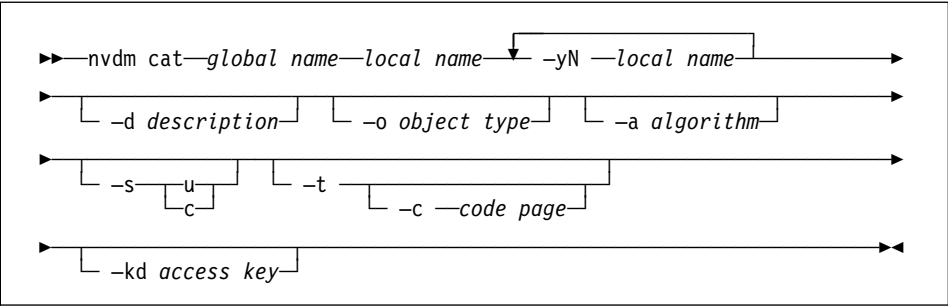 nvdm cat global name local name –yN local name
–d description –o object type –a algorithm
–s u –t
c –c code page
–kd access key